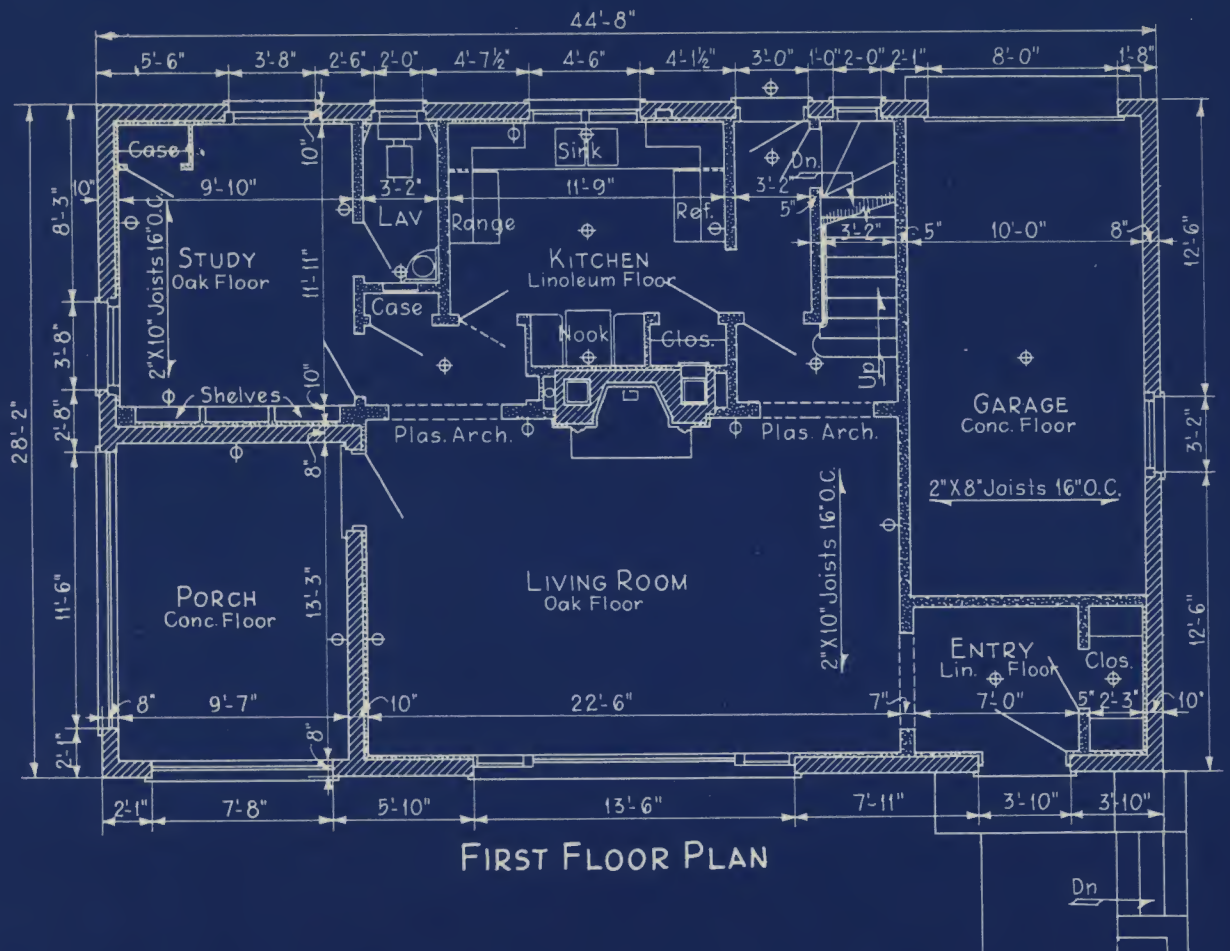 44'-8"
5'-6" 3'-8" 2'-6" 2'-0" 4'-7½" 4'-6" 4'-1½" 3'-0" 1'-0" 2'-0" 2'-1" 8'-0" 1'-8"
Case
10"
Sink
Dn.
10" 9'-10" 3'-2" 11'-9" 3'-2"
5"
LAV
Range
Ref.
3'-2" 5" 10'-0" 8"
8'-3"
12'-6"
STUDY
Oak Floor
2"X10" Joists 16" O.C.
11'-11"
KITCHEN
Linoleum Floor
Case
Nook
Clos.
Up
3'-8"
28'-2"
2'-8"
Shelves
10"
8"
Plas. Arch.
Plas. Arch.
GARAGE
Conc. Floor
3'-2"
2"X8" Joists 16" O.C.
2"X10" Joists 16" O.C.
11'-6"
PORCH
Conc. Floor
13'-3"
LIVING ROOM
Oak Floor
12'-6"
ENTRY
Lin. Floor
Clos.
8" 9'-7" 10" 22'-6" 7" 7'-0" 5" 2'-3" 10"
2'-1"
8"
2'-1" 7'-8" 5'-10" 13'-6" 7'-11" 3'-10" 3'-10"
FIRST FLOOR PLAN
Dn